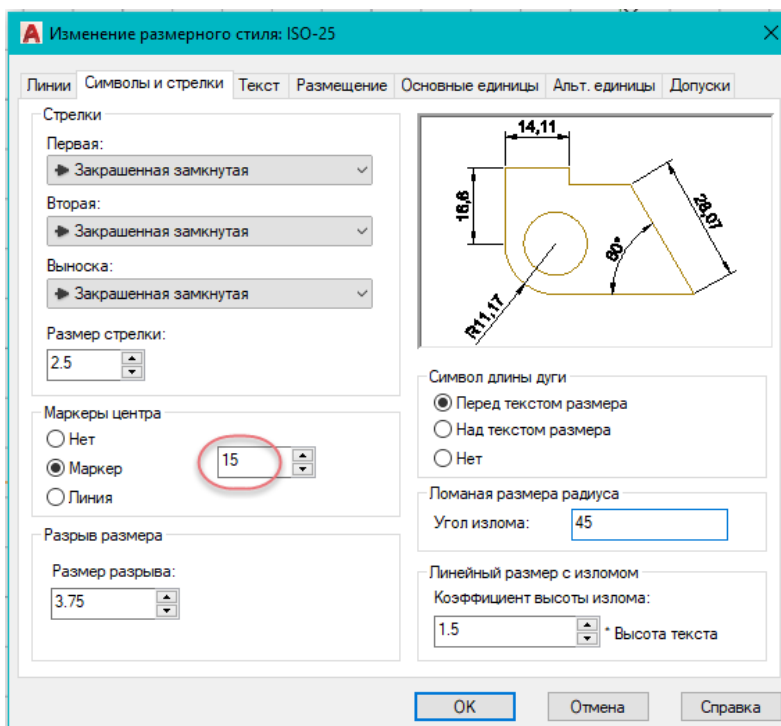 Изменение размерного стиля: ISO-25
Линии Символы и стрелки Текст Размещение Основные единицы Альт. единицы Допуски
Стрелки
Первая:
Закрашенная замкнутая
Вторая:
Закрашенная замкнутая
Выноска:
Закрашенная замкнутая
Размер стрелки:
2.5
Маркеры центра
Нет
Маркер
Линия
15
Разрыв размера
Размер разрыва:
3.75
14,11
16,6
28,07
60°
R11,17
Символ длины дуги
Перед текстом размера
Над текстом размера
Нет
Ломаная размера радиуса
Угол излома:
45
Линейный размер с изломом
Коэффициент высоты излома:
1.5
* Высота текста
OK Отмена Справка